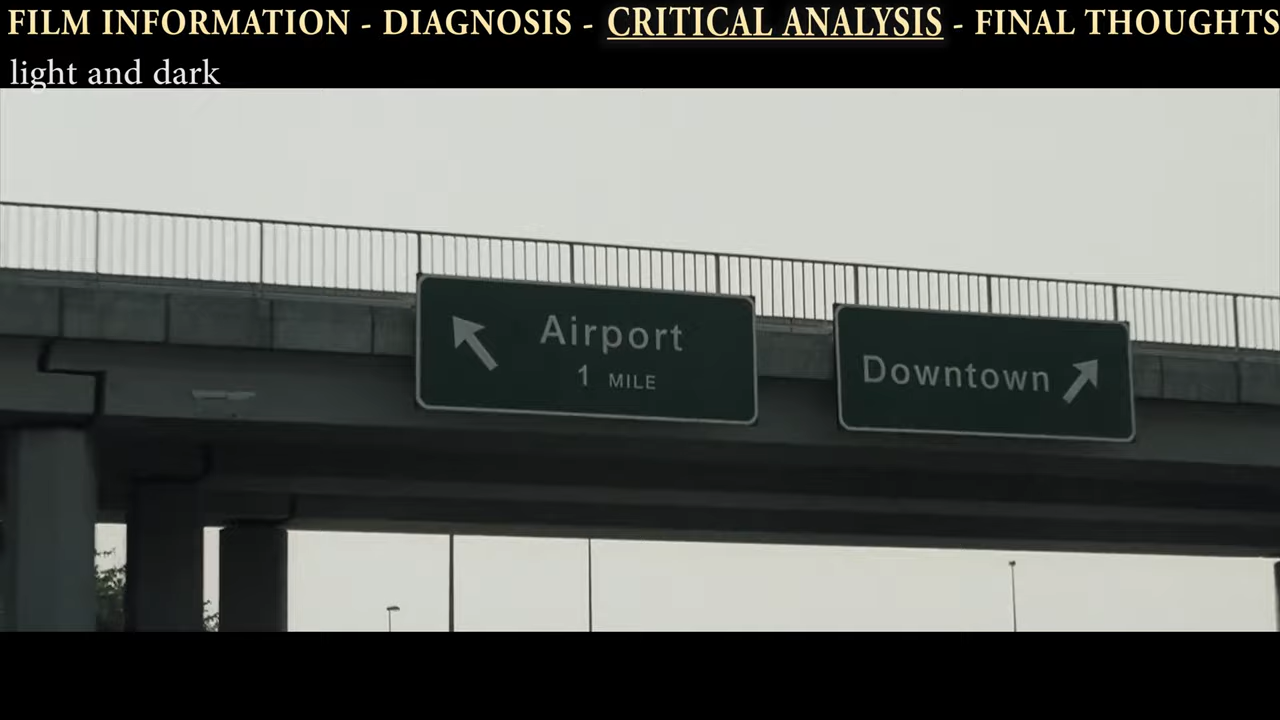 FILM INFORMATION - DIAGNOSIS - CRITICAL ANALYSIS - FINAL THOUGHTS
light and dark
Airport
1 MILE
Downtown